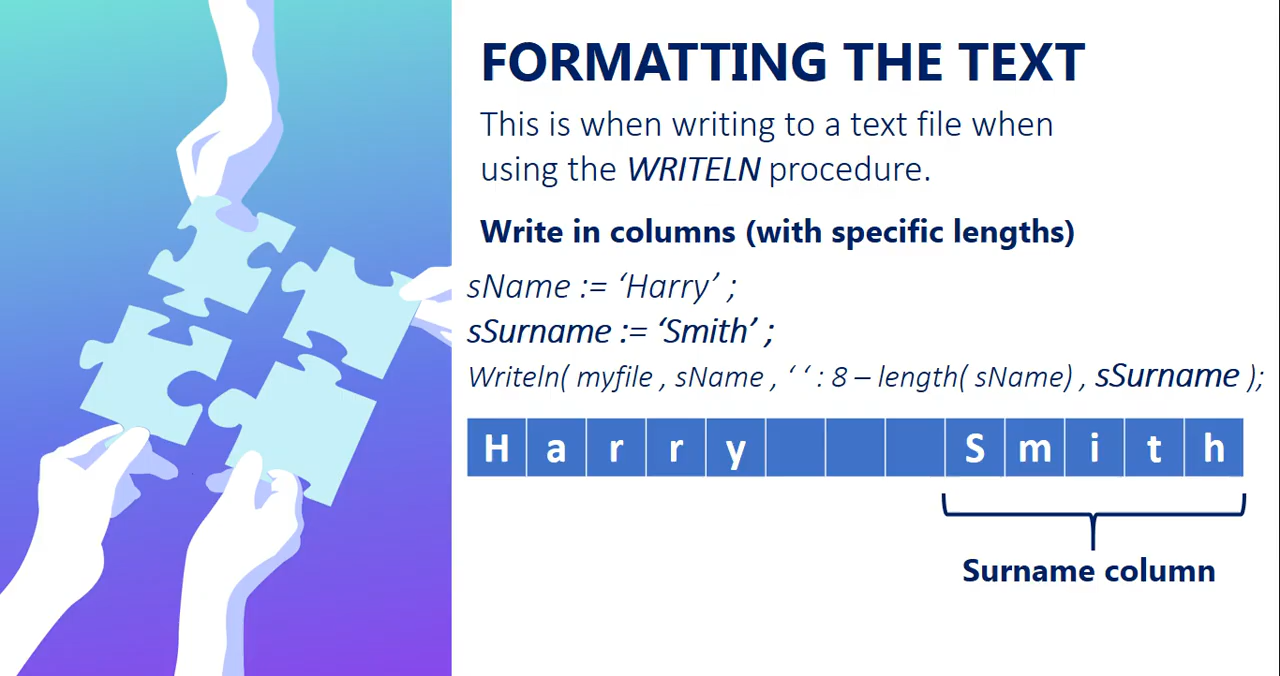 FORMATTING THE TEXT
This is when writing to a text file when
using the WRITELN procedure.
Write in columns (with specific lengths)
sName := ‘Harry’ ;
sSurname := ‘Smith’ ;
Writeln( myfile , sName , ‘ ‘ : 8 – length( sName) , sSurname );
H a r r y S m i t h
Surname column